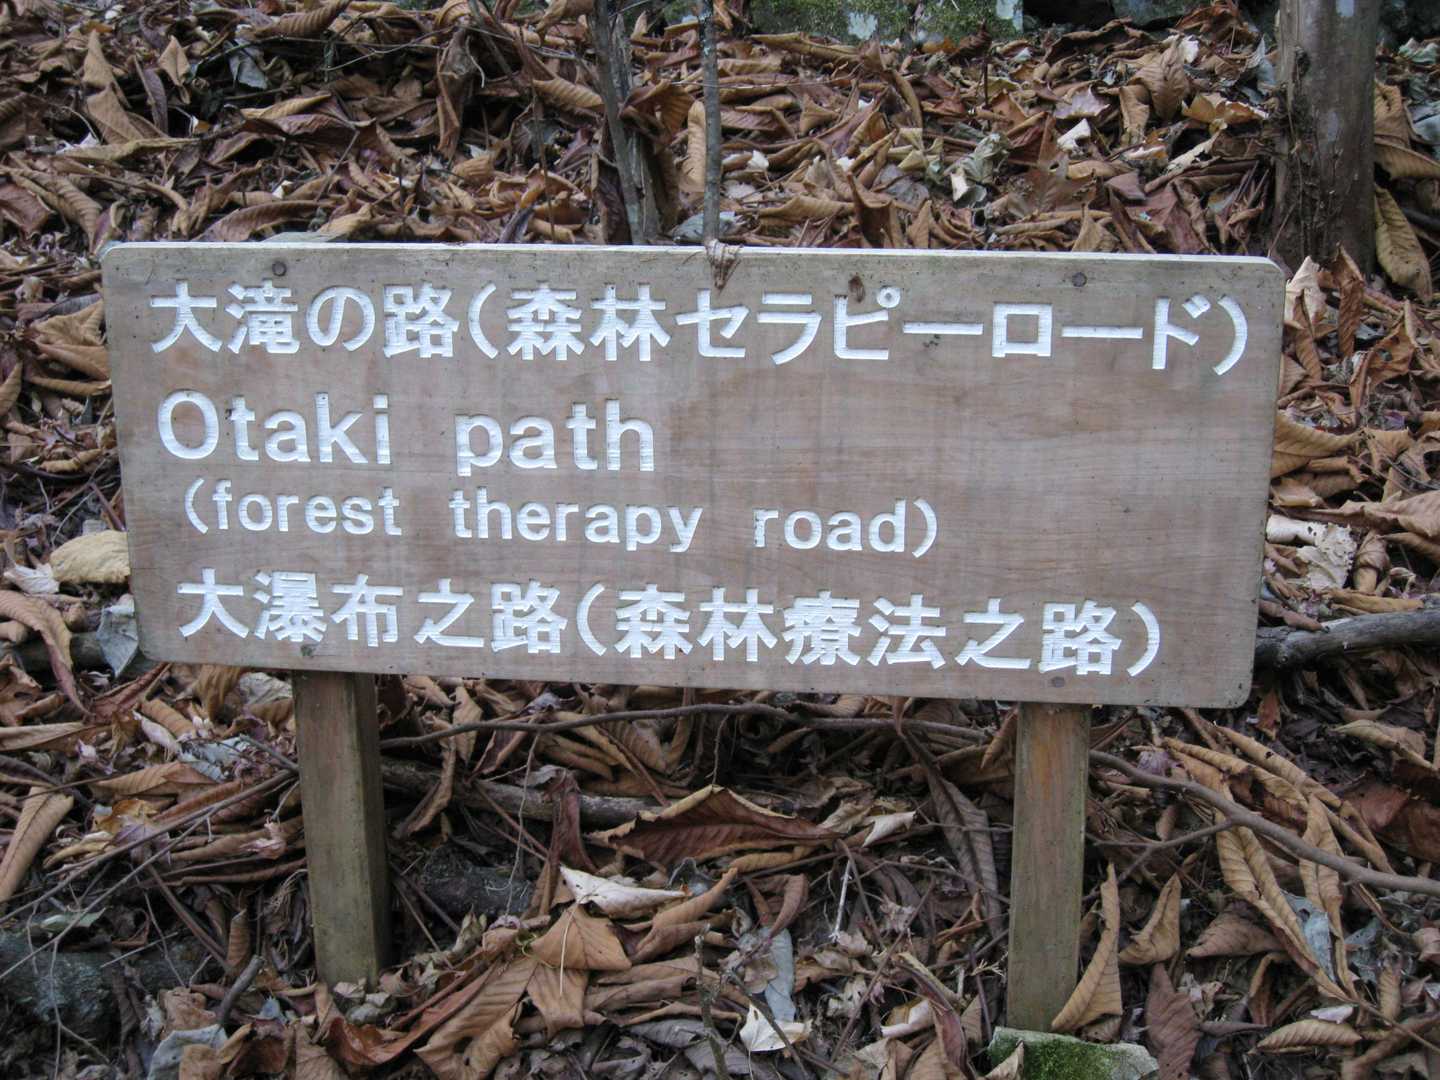 大滝の路(森林セラピーロード)
Otaki path
(forest therapy road)
大瀑布之路(森林療法之路)